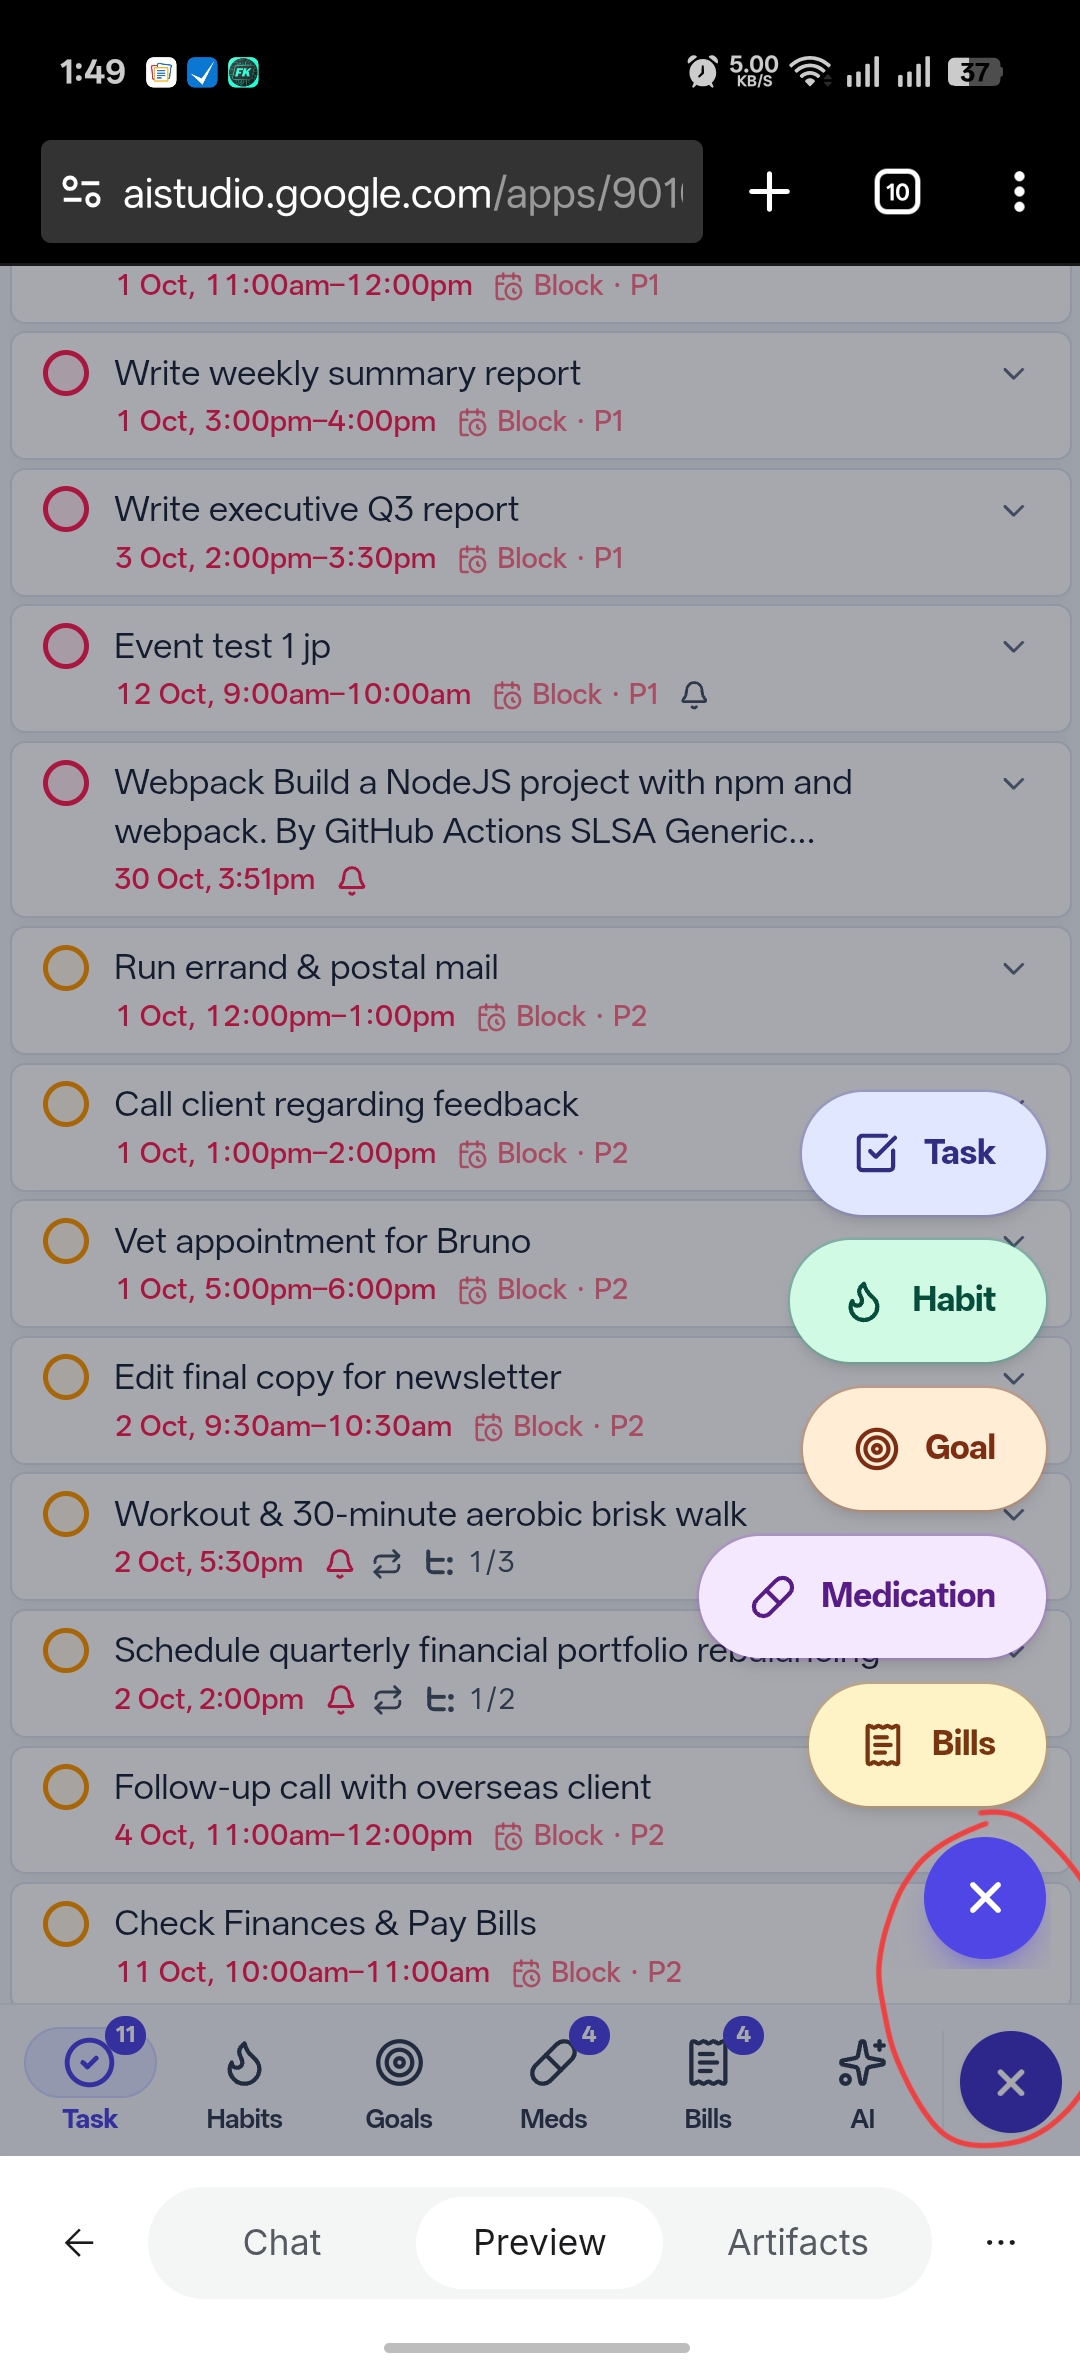 1:49
FK
5.00
KB/S
37
aistudio.google.com/apps/901
10
1 Oct, 11:00am–12:00pm Block · P1
Write weekly summary report
1 Oct, 3:00pm–4:00pm Block · P1
Write executive Q3 report
3 Oct, 2:00pm–3:30pm Block · P1
Event test 1 jp
12 Oct, 9:00am–10:00am Block · P1
Webpack Build a NodeJS project with npm and
webpack. By GitHub Actions SLSA Generic...
30 Oct, 3:51pm
Run errand & postal mail
1 Oct, 12:00pm–1:00pm Block · P2
Call client regarding feedback
1 Oct, 1:00pm–2:00pm Block · P2
Task
Vet appointment for Bruno
1 Oct, 5:00pm–6:00pm Block · P2
Habit
Edit final copy for newsletter
2 Oct, 9:30am–10:30am Block · P2
Goal
Workout & 30-minute aerobic brisk walk
2 Oct, 5:30pm 1/3
Medication
Schedule quarterly financial portfolio rebalancing
2 Oct, 2:00pm 1/2
Bills
Follow-up call with overseas client
4 Oct, 11:00am–12:00pm Block · P2
Check Finances & Pay Bills
11 Oct, 10:00am–11:00am Block · P2
11 4 4
Task Habits Goals Meds Bills AI
Chat Preview Artifacts